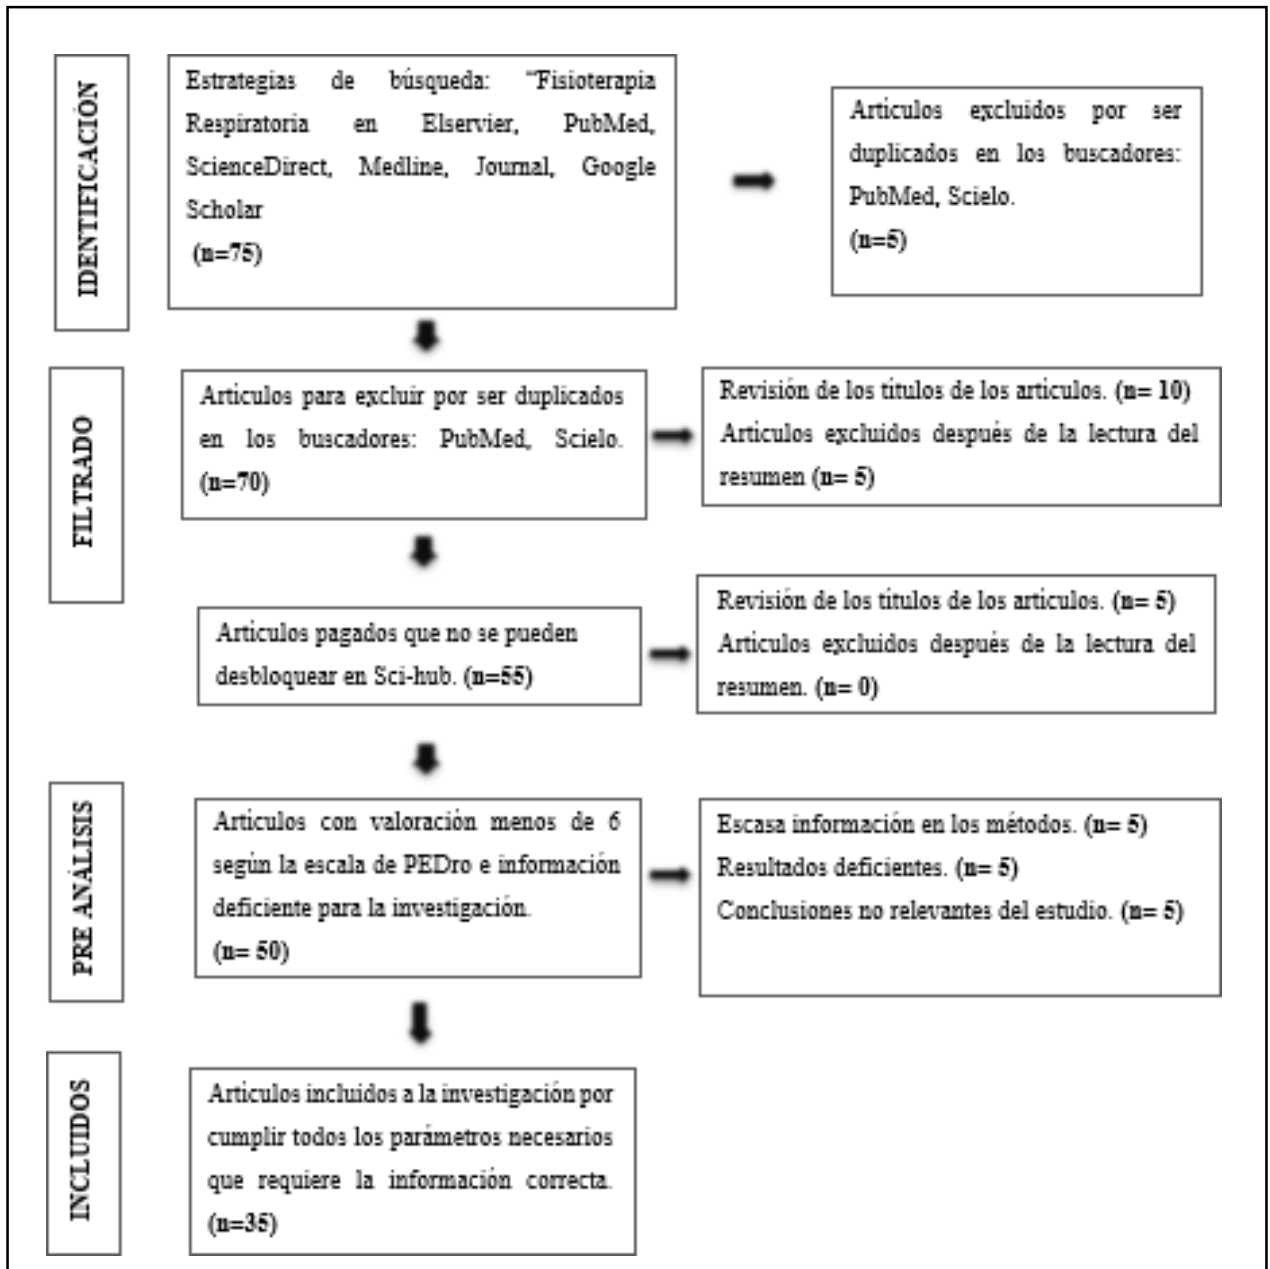 IDENTIFICACIÓN
Estrategias de búsqueda: “Fisioterapia
Respiratoria en Elservier, PubMed,
ScienceDirect, Medline, Journal, Google
Scholar
(n=75)
Articulos excluidos por ser
duplicados en los buscadores:
PubMed, Scielo.
(n=5)
FILTRADO
Articulos para excluir por ser duplicados
en los buscadores: PubMed, Scielo.
(n=70)
Revisión de los titulos de los articulos. (n= 10)
Articulos excluidos después de la lectura del
resumen (n= 5)
Articulos pagados que no se pueden
desbloquear en Sci-hub. (n=55)
Revisión de los titulos de los articulos. (n= 5)
Articulos excluidos después de la lectura del
resumen. (n= 0)
PRE ANÁLISIS
Articulos con valoración menos de 6
según la escala de PEDro e información
deficiente para la investigación.
(n= 50)
Escasa información en los métodos. (n= 5)
Resultados deficientes. (n= 5)
Conclusiones no relevantes del estudio. (n= 5)
INCLUIDOS
Articulos incluidos a la investigación por
cumplir todos los parámetros necesarios
que requiere la información correcta.
(n=35)